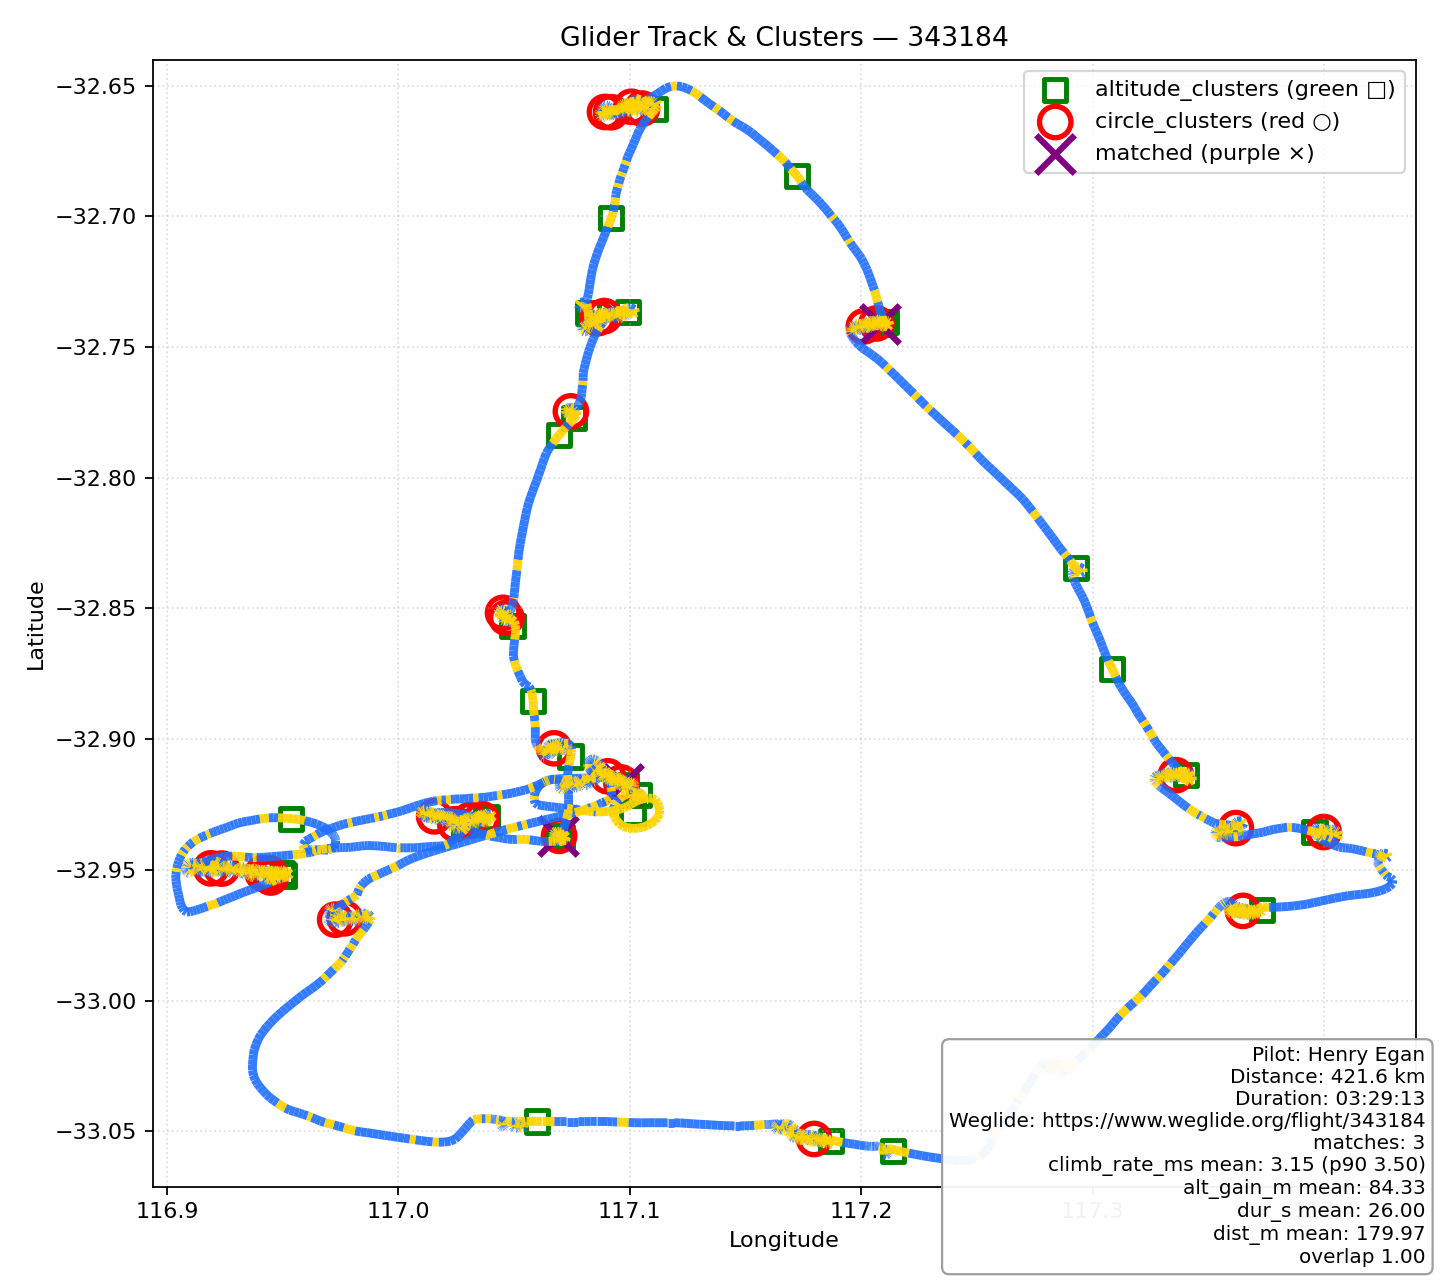 Glider Track & Clusters — 343184
altitude_clusters (green □)
circle_clusters (red ○)
matched (purple ×)
Latitude
−32.65
−32.70
−32.75
−32.80
−32.85
−32.90
−32.95
−33.00
−33.05
116.9
117.0
117.1
117.2
117.3
Longitude
Pilot: Henry Egan
Distance: 421.6 km
Duration: 03:29:13
Weglide: https://www.weglide.org/flight/343184
matches: 3
climb_rate_ms mean: 3.15 (p90 3.50)
alt_gain_m mean: 84.33
dur_s mean: 26.00
dist_m mean: 179.97
overlap 1.00